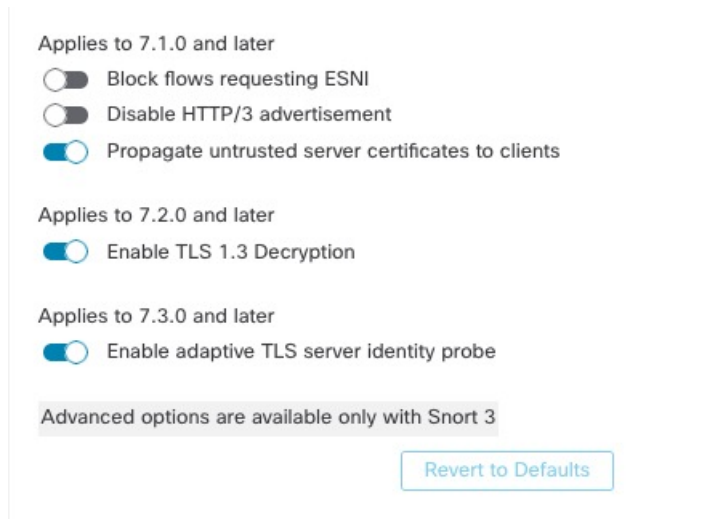 Applies to 7.1.0 and later
Block flows requesting ESNI
Disable HTTP/3 advertisement
Propagate untrusted server certificates to clients
Applies to 7.2.0 and later
Enable TLS 1.3 Decryption
Applies to 7.3.0 and later
Enable adaptive TLS server identity probe
Advanced options are available only with Snort 3
Revert to Defaults